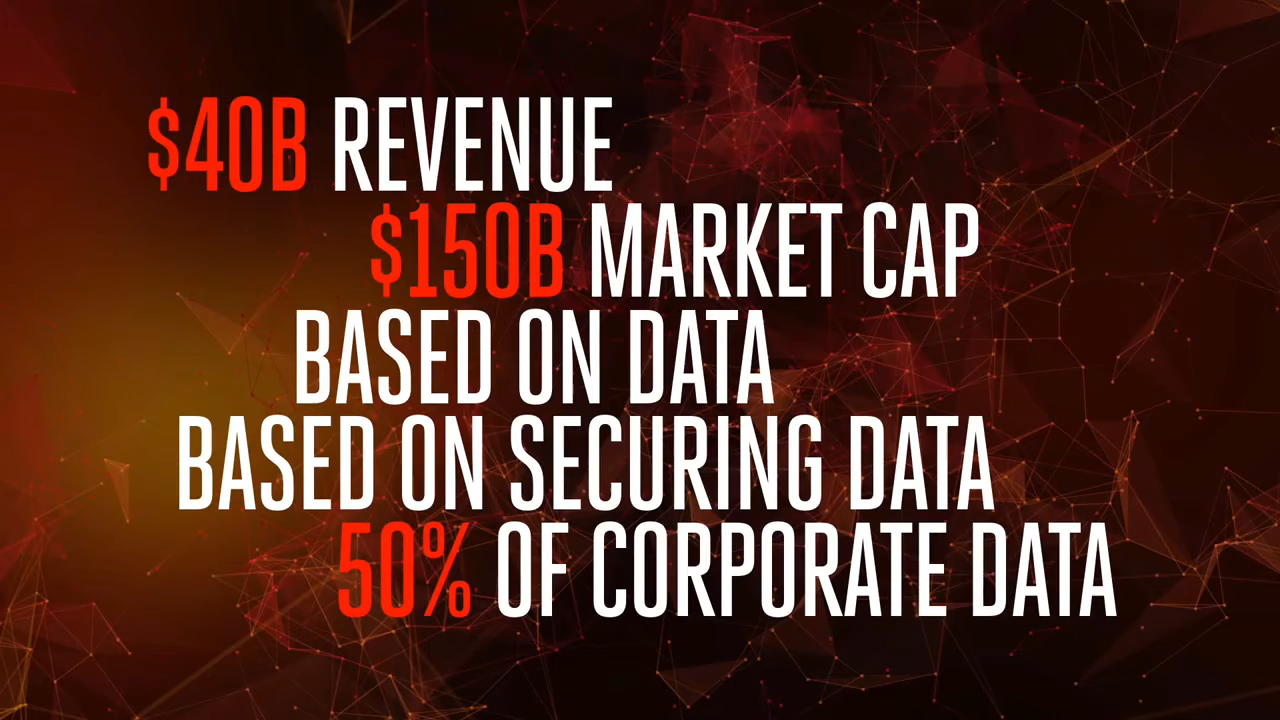 $40B REVENUE
$150B MARKET CAP
BASED ON DATA
BASED ON SECURING DATA
50% OF CORPORATE DATA